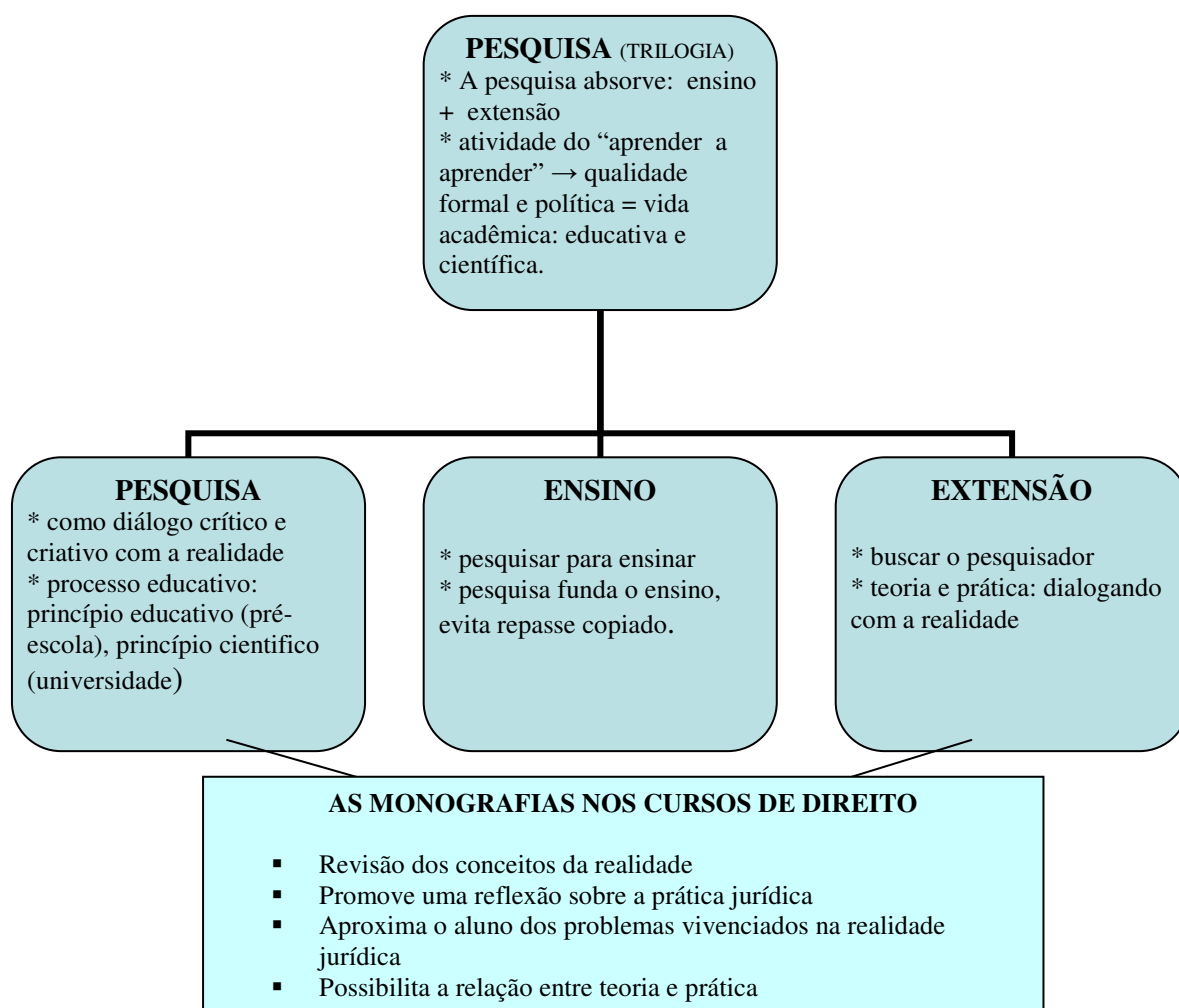 PESQUISA (TRILOGIA)
* A pesquisa absorve: ensino
+ extensão
* atividade do “aprender a
aprender” → qualidade
formal e política = vida
acadêmica: educativa e
científica.
PESQUISA
* como diálogo crítico e
criativo com a realidade
* processo educativo:
princípio educativo (pré-
escola), princípio cientifico
(universidade)
ENSINO
* pesquisar para ensinar
* pesquisa funda o ensino,
evita repasse copiado.
EXTENSÃO
* buscar o pesquisador
* teoria e prática: dialogando
com a realidade
AS MONOGRAFIAS NOS CURSOS DE DIREITO
▪ Revisão dos conceitos da realidade
▪ Promove uma reflexão sobre a prática jurídica
▪ Aproxima o aluno dos problemas vivenciados na realidade
jurídica
▪ Possibilita a relação entre teoria e prática